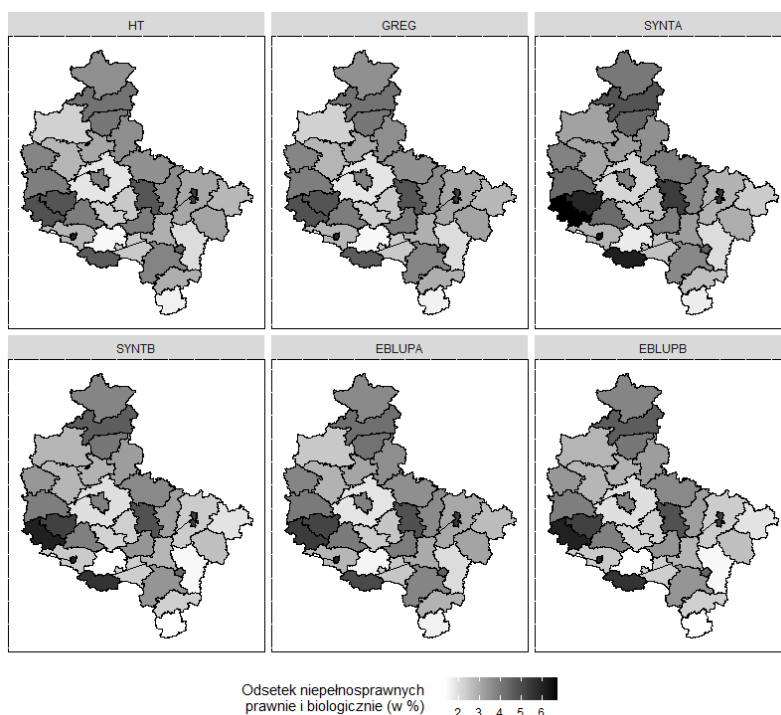 HT GREG SYNTA
SYNTB EBLUPA EBLUPB
Odsetek niepełnosprawnych
prawnie i biologicznie (w %)
2 3 4 5 6